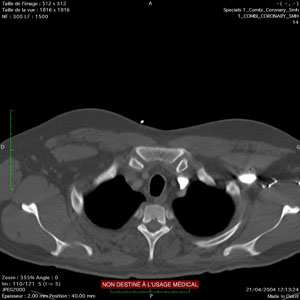 Taille de l'image : 512 x 512
Taille de la vue : 1816 x 1816
NF : 300 LF : 1500
A
- ( - , - )
Specials 1_Combi_Coronary_Smh
1_COMBI_CORONARY_SMH
14
D
G
Zoom : 355% Angle : 0
Im : 110/121 S (I -> S)
JPEG2000
Épaisseur : 2,00 mm Position : 40,00 mm
NON DESTINÉ À L'USAGE MÉDICAL
P
21/04/2004 12:13:24
Made In OsiriX